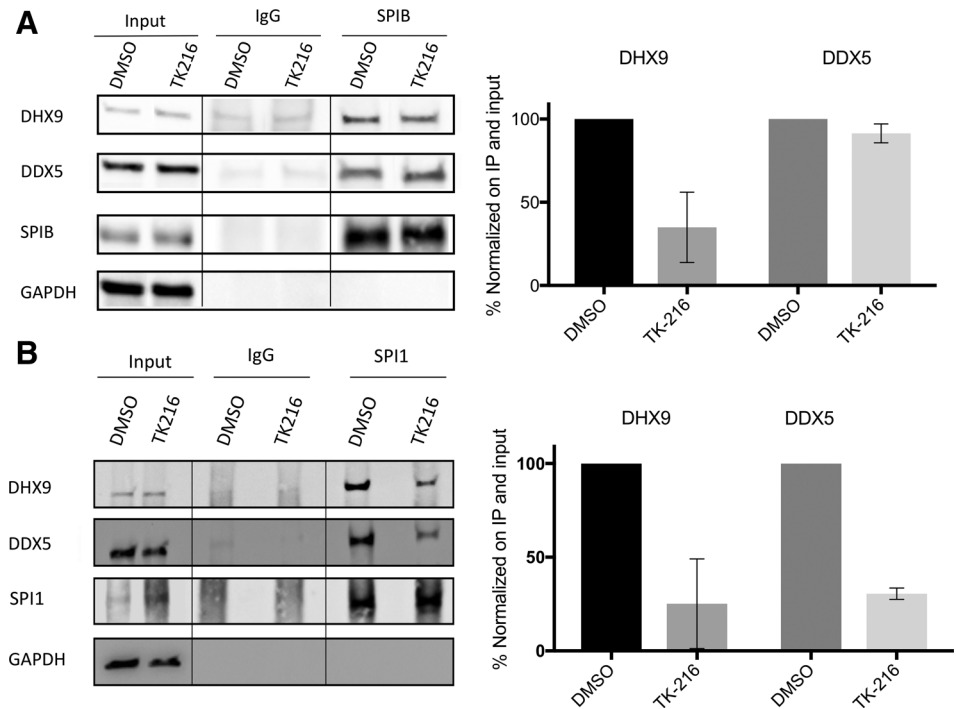 A
Input IgG SPIB
DMSO TK216 DMSO TK216 DMSO TK216
DHX9
DDX5
SPIB
GAPDH
DHX9 DDX5
% Normalized on IP and input
100
50
0
DMSO TK-216 DMSO TK-216
B
Input IgG SPI1
DMSO TK216 DMSO TK216 DMSO TK216
DHX9
DDX5
SPI1
GAPDH
DHX9 DDX5
% Normalized on IP and input
100
50
0
DMSO TK-216 DMSO TK-216